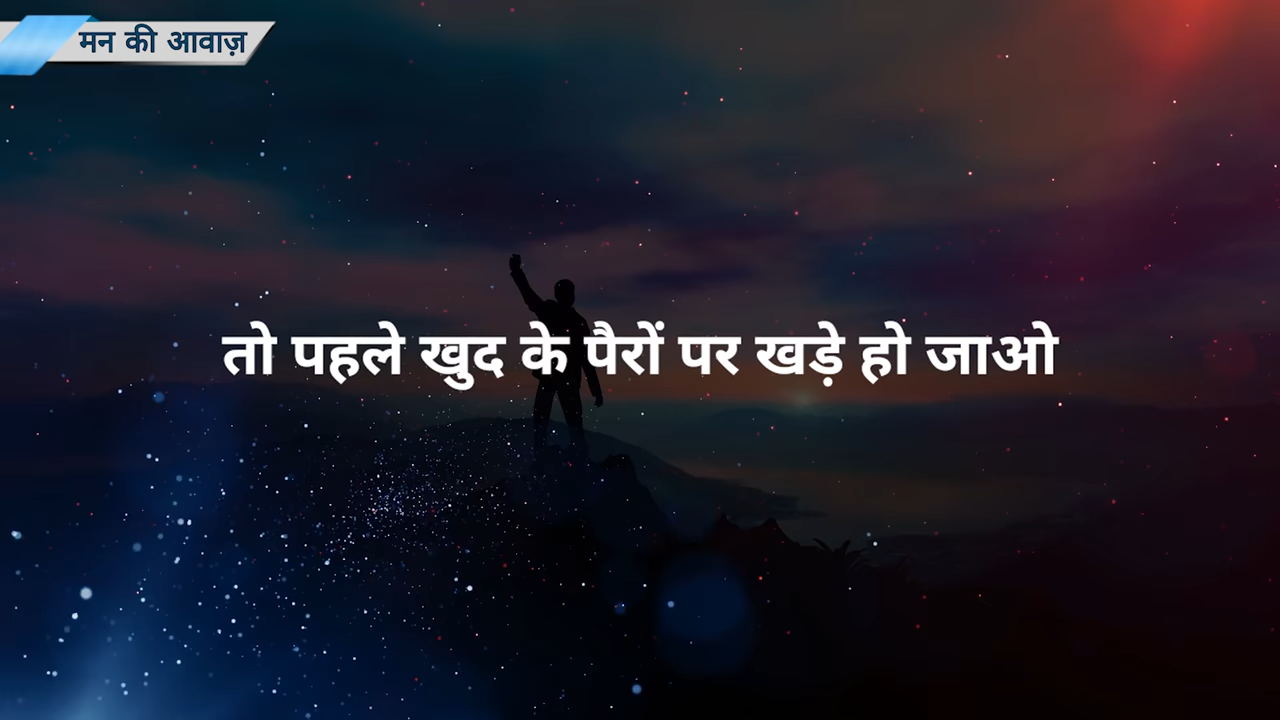 मन की आवाज़
तो पहले खुद के पैरों पर खड़े हो जाओ